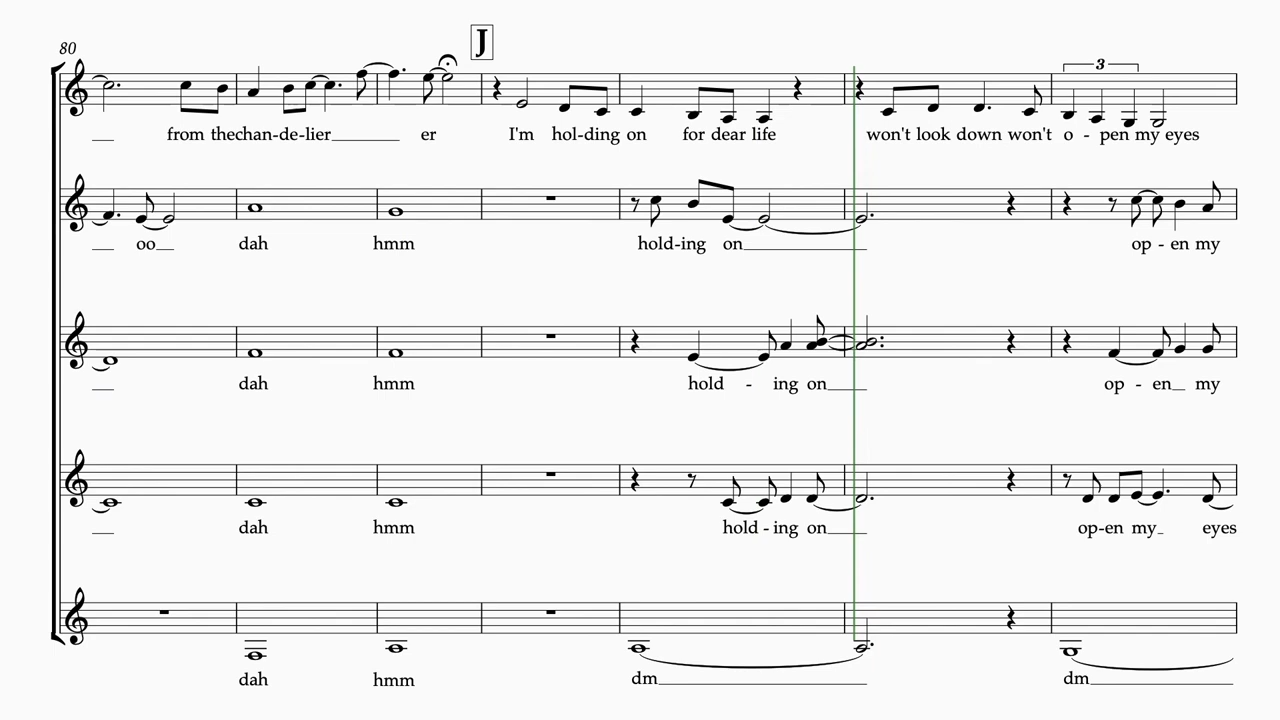 80
J
from the chan-de-lier er I'm hol-ding on for dear life won't look down won't o - pen my eyes
3
oo dah hmm hold-ing on op - en my
dah hmm hold - ing on op - en my
dah hmm hold - ing on op-en my eyes
dah hmm dm dm